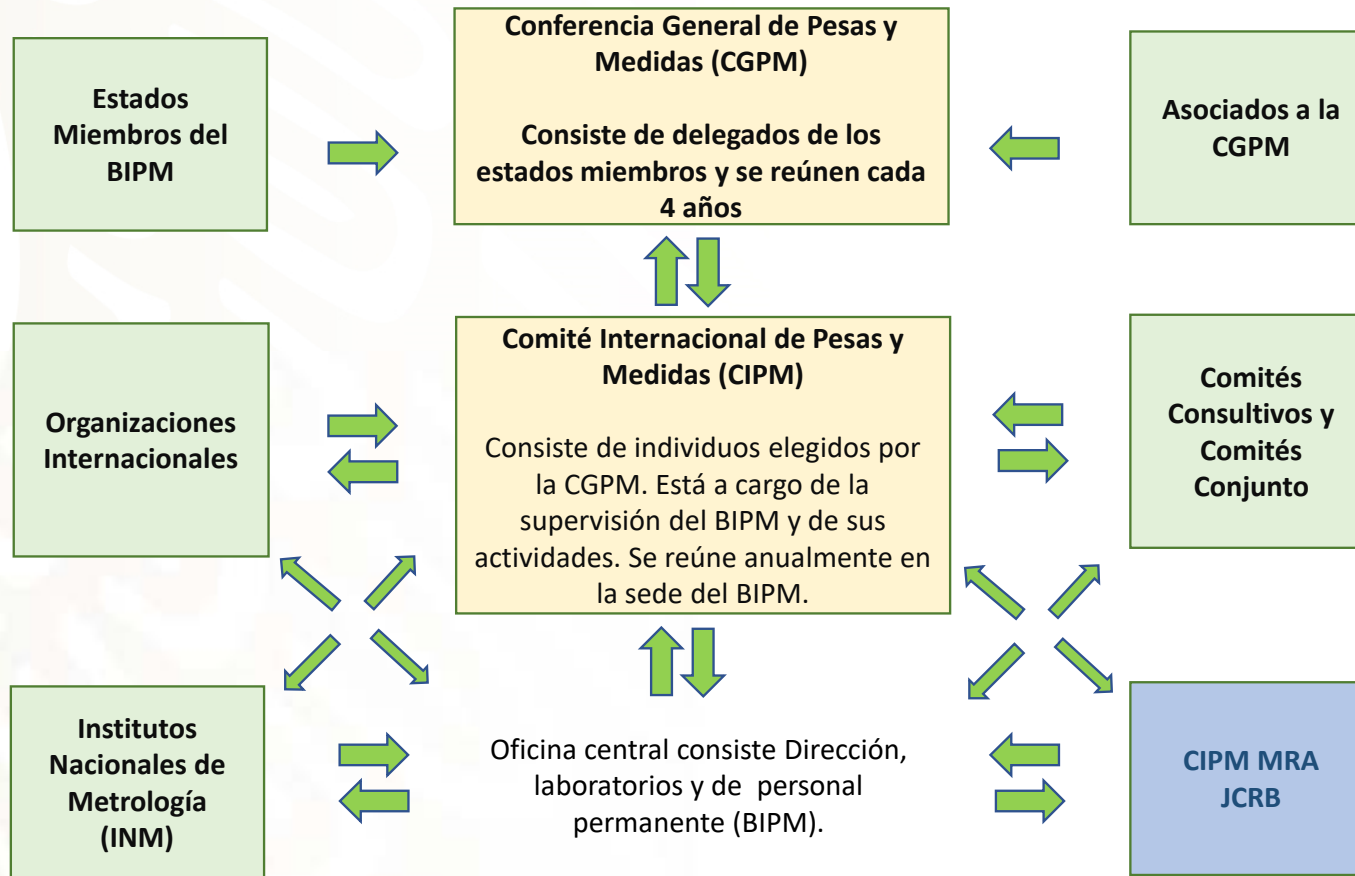 Estados
Miembros del
BIPM
Conferencia General de Pesas y
Medidas (CGPM)
Consiste de delegados de los
estados miembros y se reúnen cada
4 años
Asociados a la
CGPM
Organizaciones
Internacionales
Comité Internacional de Pesas y
Medidas (CIPM)
Consiste de individuos elegidos por
la CGPM. Está a cargo de la
supervisión del BIPM y de sus
actividades. Se reúne anualmente en
la sede del BIPM.
Comités
Consultivos y
Comités
Conjunto
Institutos
Nacionales de
Metrología
(INM)
Oficina central consiste Dirección,
laboratorios y de personal
permanente (BIPM).
CIPM MRA
JCRB